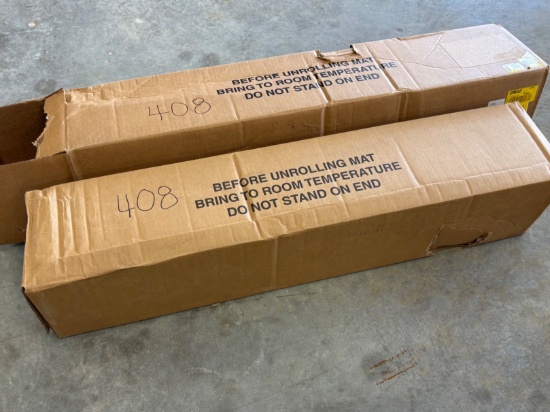 408
BEFORE UNROLLING MAT
BRING TO ROOM TEMPERATURE
DO NOT STAND ON END
408
BEFORE UNROLLING MAT
BRING TO ROOM TEMPERATURE
DO NOT STAND ON END